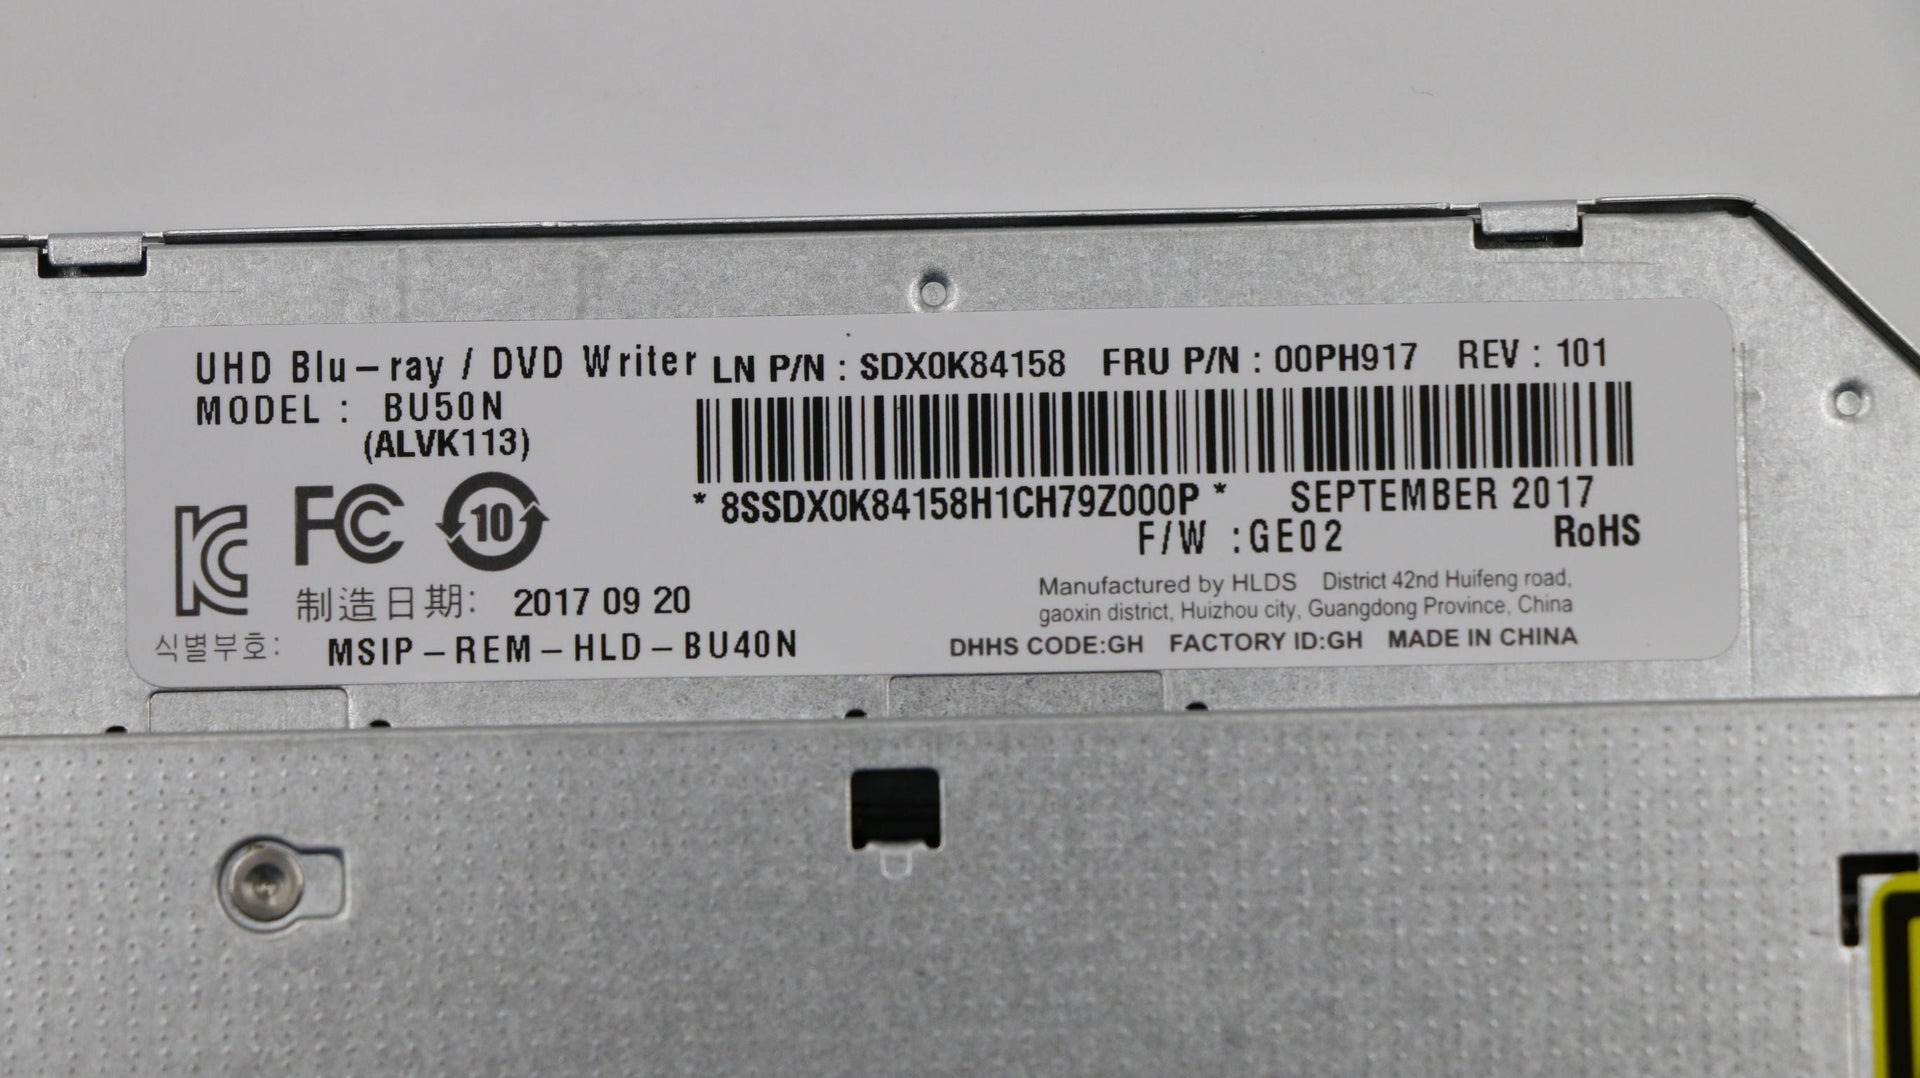 UHD Blu-ray / DVD Writer LN P/N : SDX0K84158 FRU P/N : 00PH917 REV : 101
MODEL : BU50N
(ALVK113)
*8SSDX0K84158H1CH79Z000P* SEPTEMBER 2017
F/W :GE02 RoHS
KC FC 10
制造日期: 2017 09 20
식별부호: MSIP-REM-HLD-BU40N
Manufactured by HLDS District 42nd Huifeng road,
gaoxin district, Huizhou city, Guangdong Province, China
DHHS CODE:GH FACTORY ID:GH MADE IN CHINA